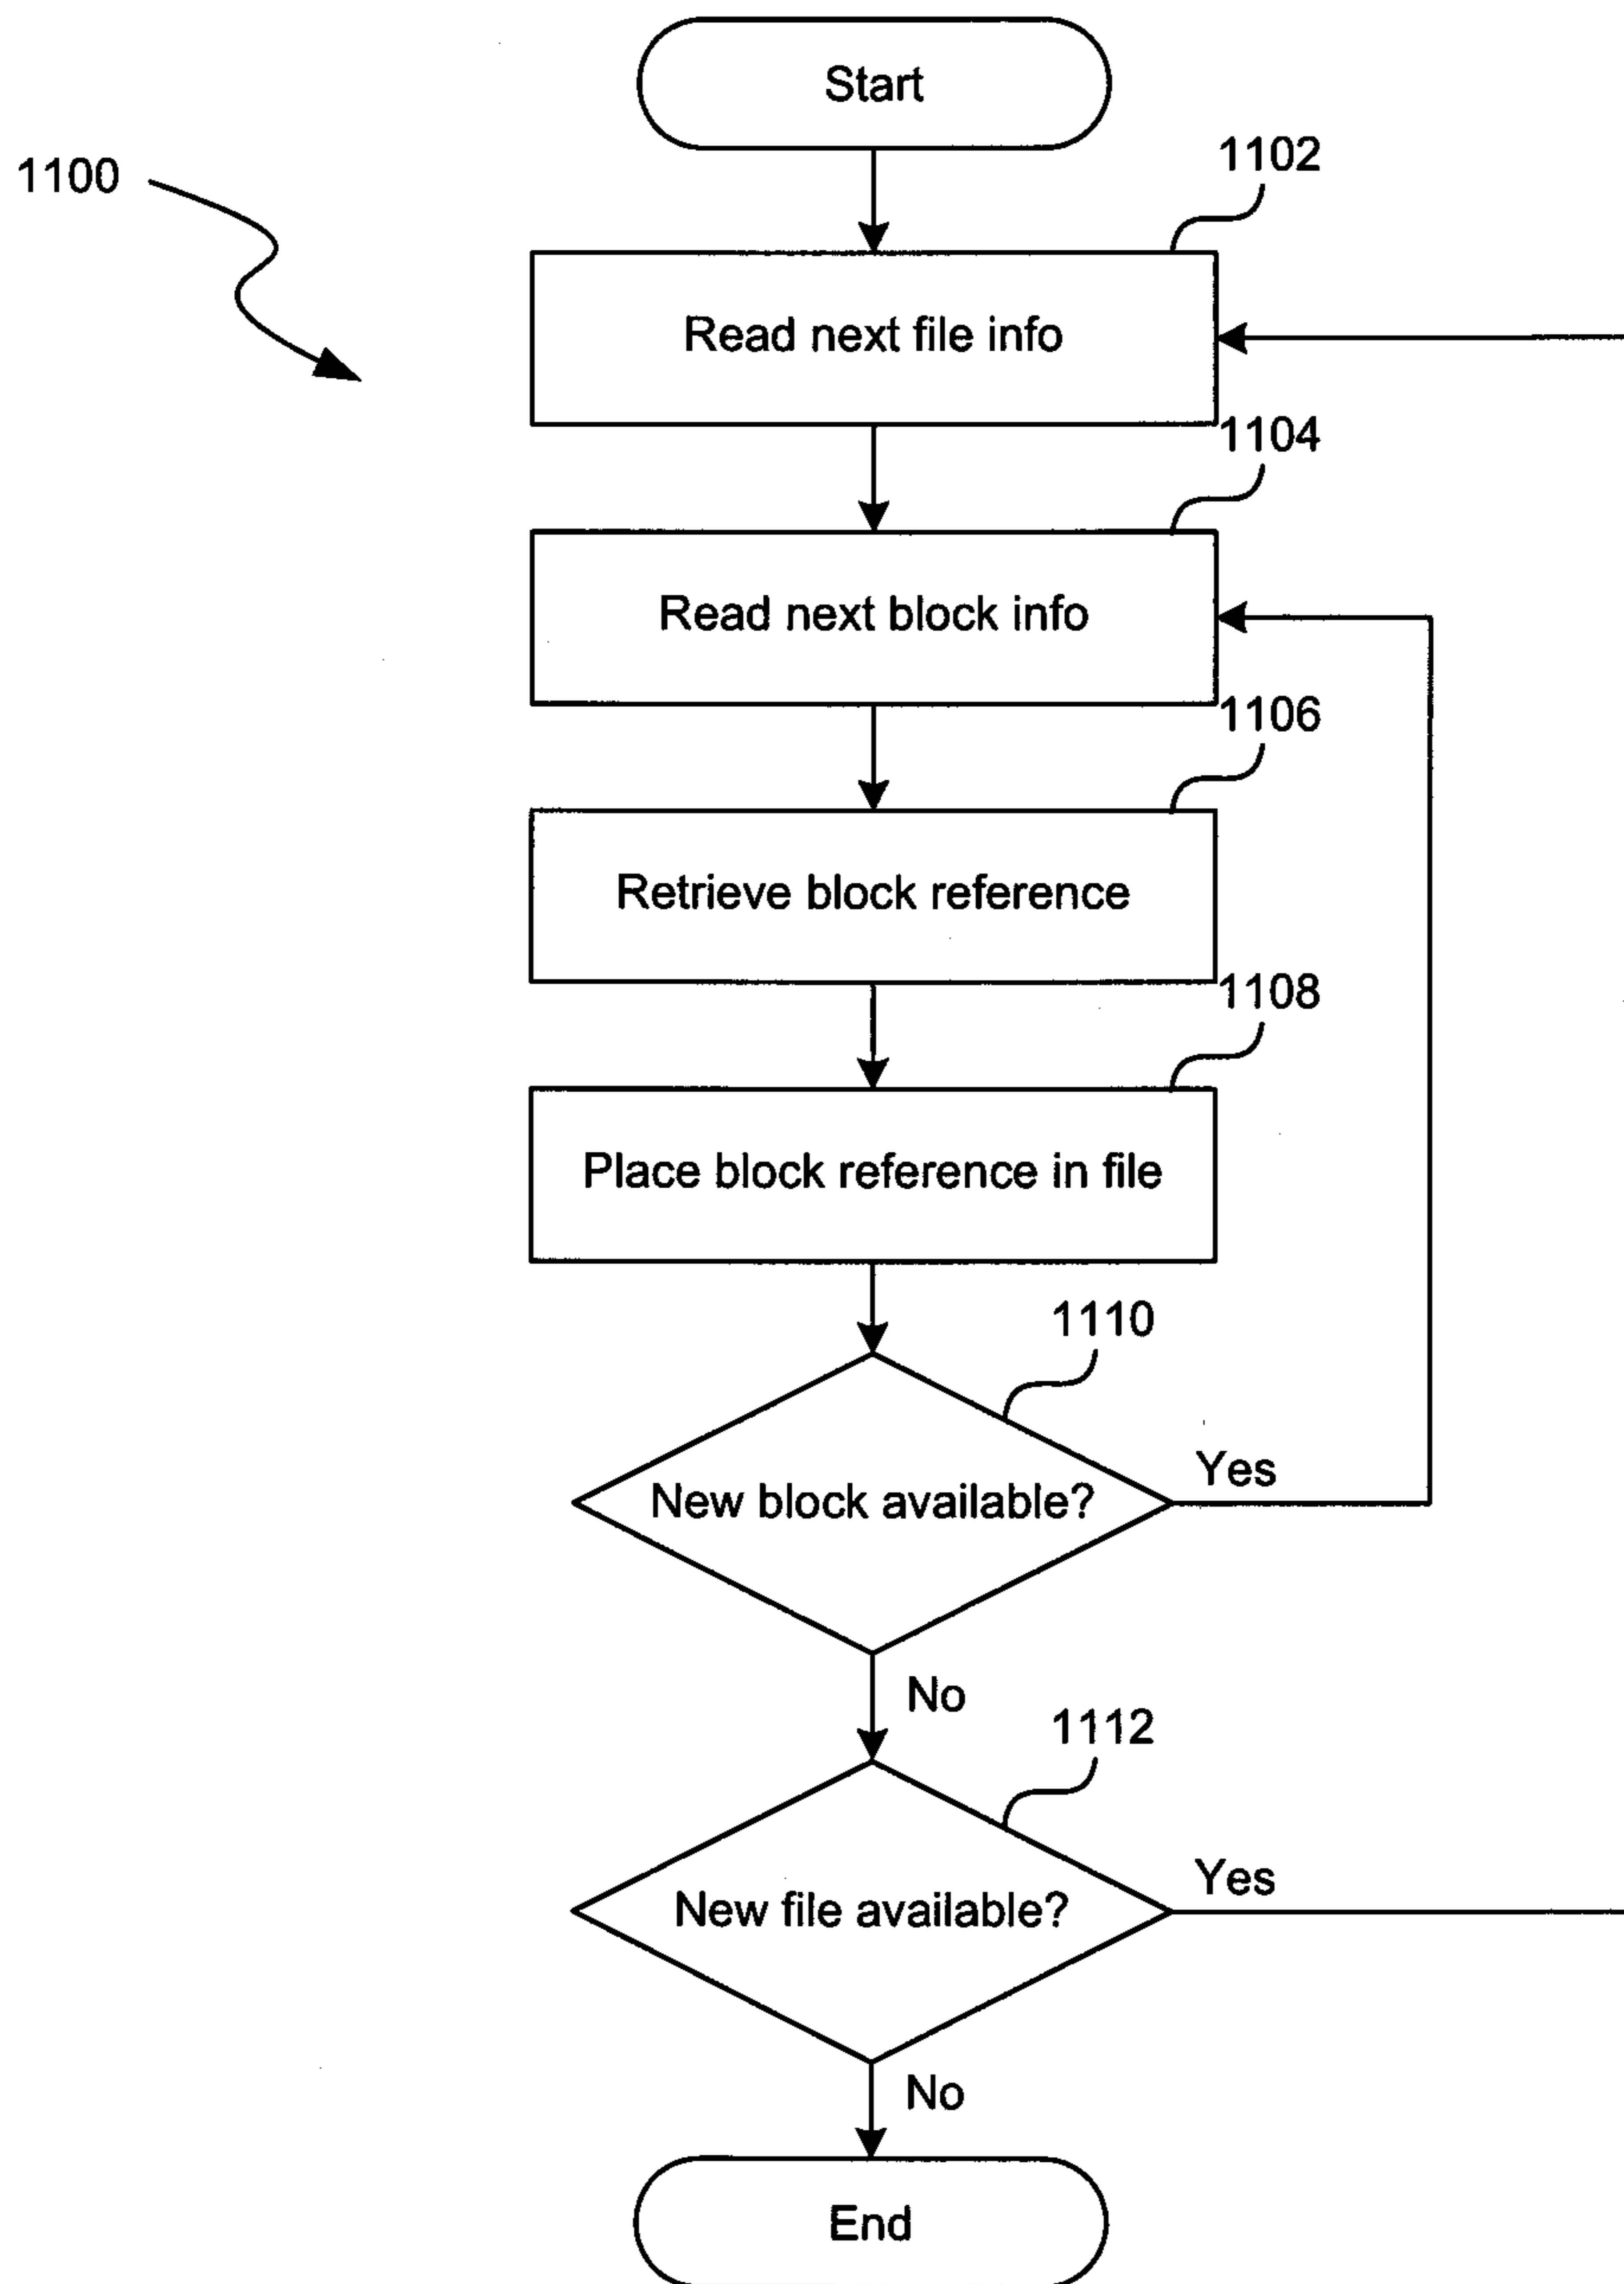 Start
1100
1102
Read next file info
1104
Read next block info
1106
Retrieve block reference
1108
Place block reference in file
1110
New block available?
Yes
No
1112
New file available?
Yes
No
End